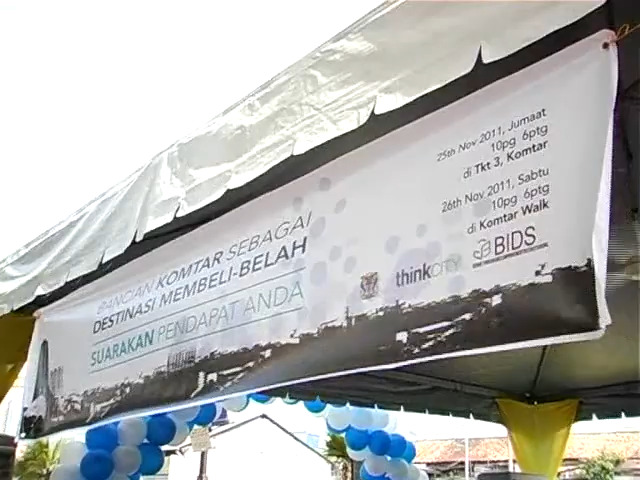 RANCIAN KOMTAR SEBAGAI
DESTINASI MEMBELI-BELAH
SUARAKAN PENDAPAT ANDA
25th Nov 2011, Jumaat
10pg 6ptg
di Tkt 3, Komtar
26th Nov 2011, Sabtu
10pg 6ptg
di Komtar Walk
thinkCITY
BIDS